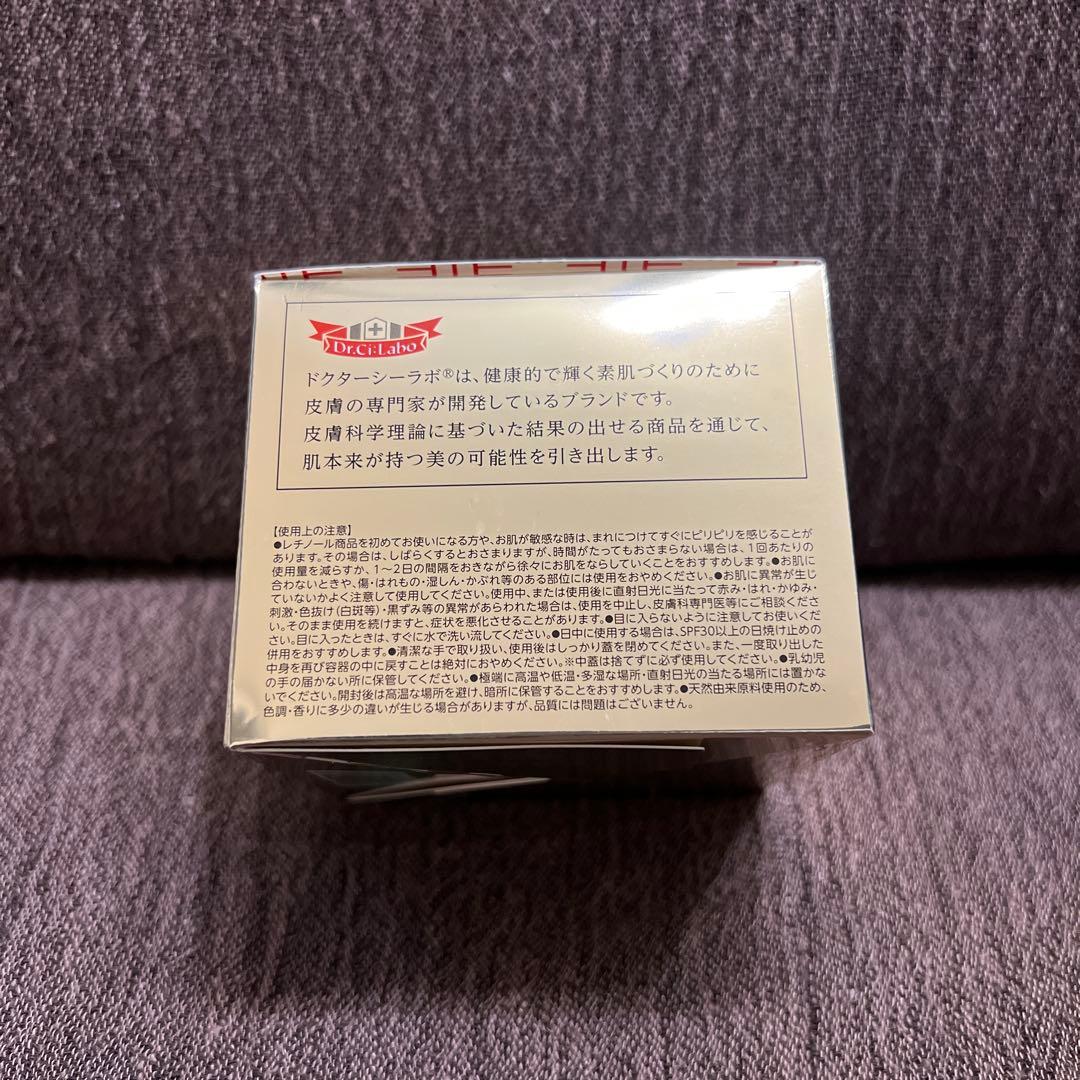 Dr.Ci:Labo
ドクターシーラボ®は、健康的で輝く素肌づくりのために
皮膚の専門家が開発しているブランドです。
皮膚科学理論に基づいた結果の出せる商品を通じて、
肌本来が持つ美の可能性を引き出します。
【使用上の注意】
●レチノール商品を初めてお使いになる方や、お肌が敏感な時は、まれにつけてすぐにピリピリを感じることが
あります。その場合は、しばらくするとおさまりますが、時間がたってもおさまらない場合は、1回あたりの
使用量を減らすか、1〜2日の間隔をおきながら徐々にお肌をならしていくことをおすすめします。●お肌に
合わないときや、傷・はれもの・湿しん・かぶれ等のある部位には使用をおやめください。●お肌に異常が生じ
ていないかよく注意して使用してください。使用中、または使用後に直射日光に当たって赤み・はれ・かゆみ・
刺激・色抜け(白斑等)・黒ずみ等の異常があらわれた場合は、使用を中止し、皮膚科専門医等にご相談くださ
い。そのまま使用を続けますと、症状を悪化させることがあります。●目に入らないように注意してお使いくだ
さい。目に入ったときは、すぐに水で洗い流してください。●日中に使用する場合は、SPF30以上の日焼け止めの
併用をおすすめします。●清潔な手で取り扱い、使用後はしっかり蓋を閉めてください。また、一度取り出した
中身を再び容器の中に戻すことは絶対におやめください。※中蓋は捨てずに必ず使用してください。●乳幼児
の手の届かない所に保管してください。●極端に高温や低温・多湿な場所・直射日光の当たる場所には置かな
いでください。開封後は高温な場所を避け、暗所に保管することをおすすめします。●天然由来原料使用のため、
色調・香りに多少の違いが生じる場合がありますが、品質には問題はございません。